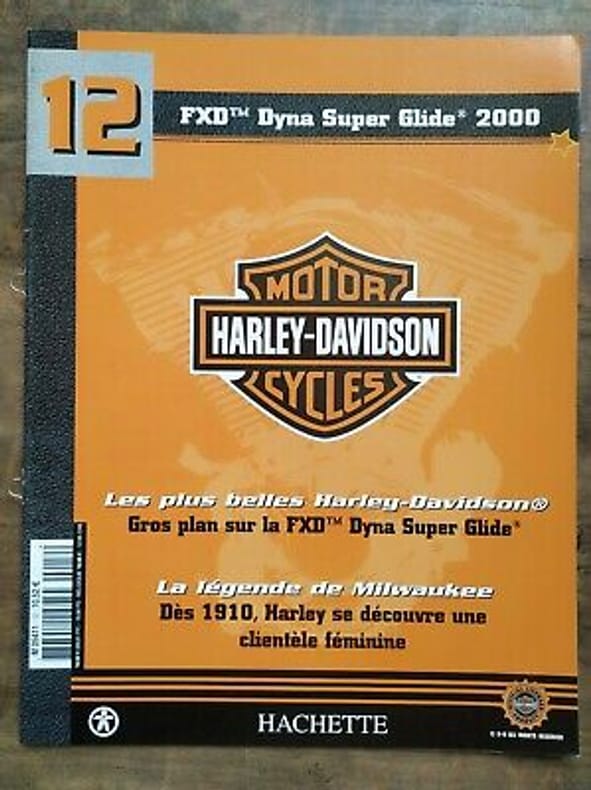 12
FXD™ Dyna Super Glide® 2000
MOTOR
HARLEY-DAVIDSON
CYCLES
Les plus belles Harley-Davidson®
Gros plan sur la FXD™ Dyna Super Glide®
La légende de Milwaukee
Dès 1910, Harley se découvre une
clientèle féminine
HACHETTE